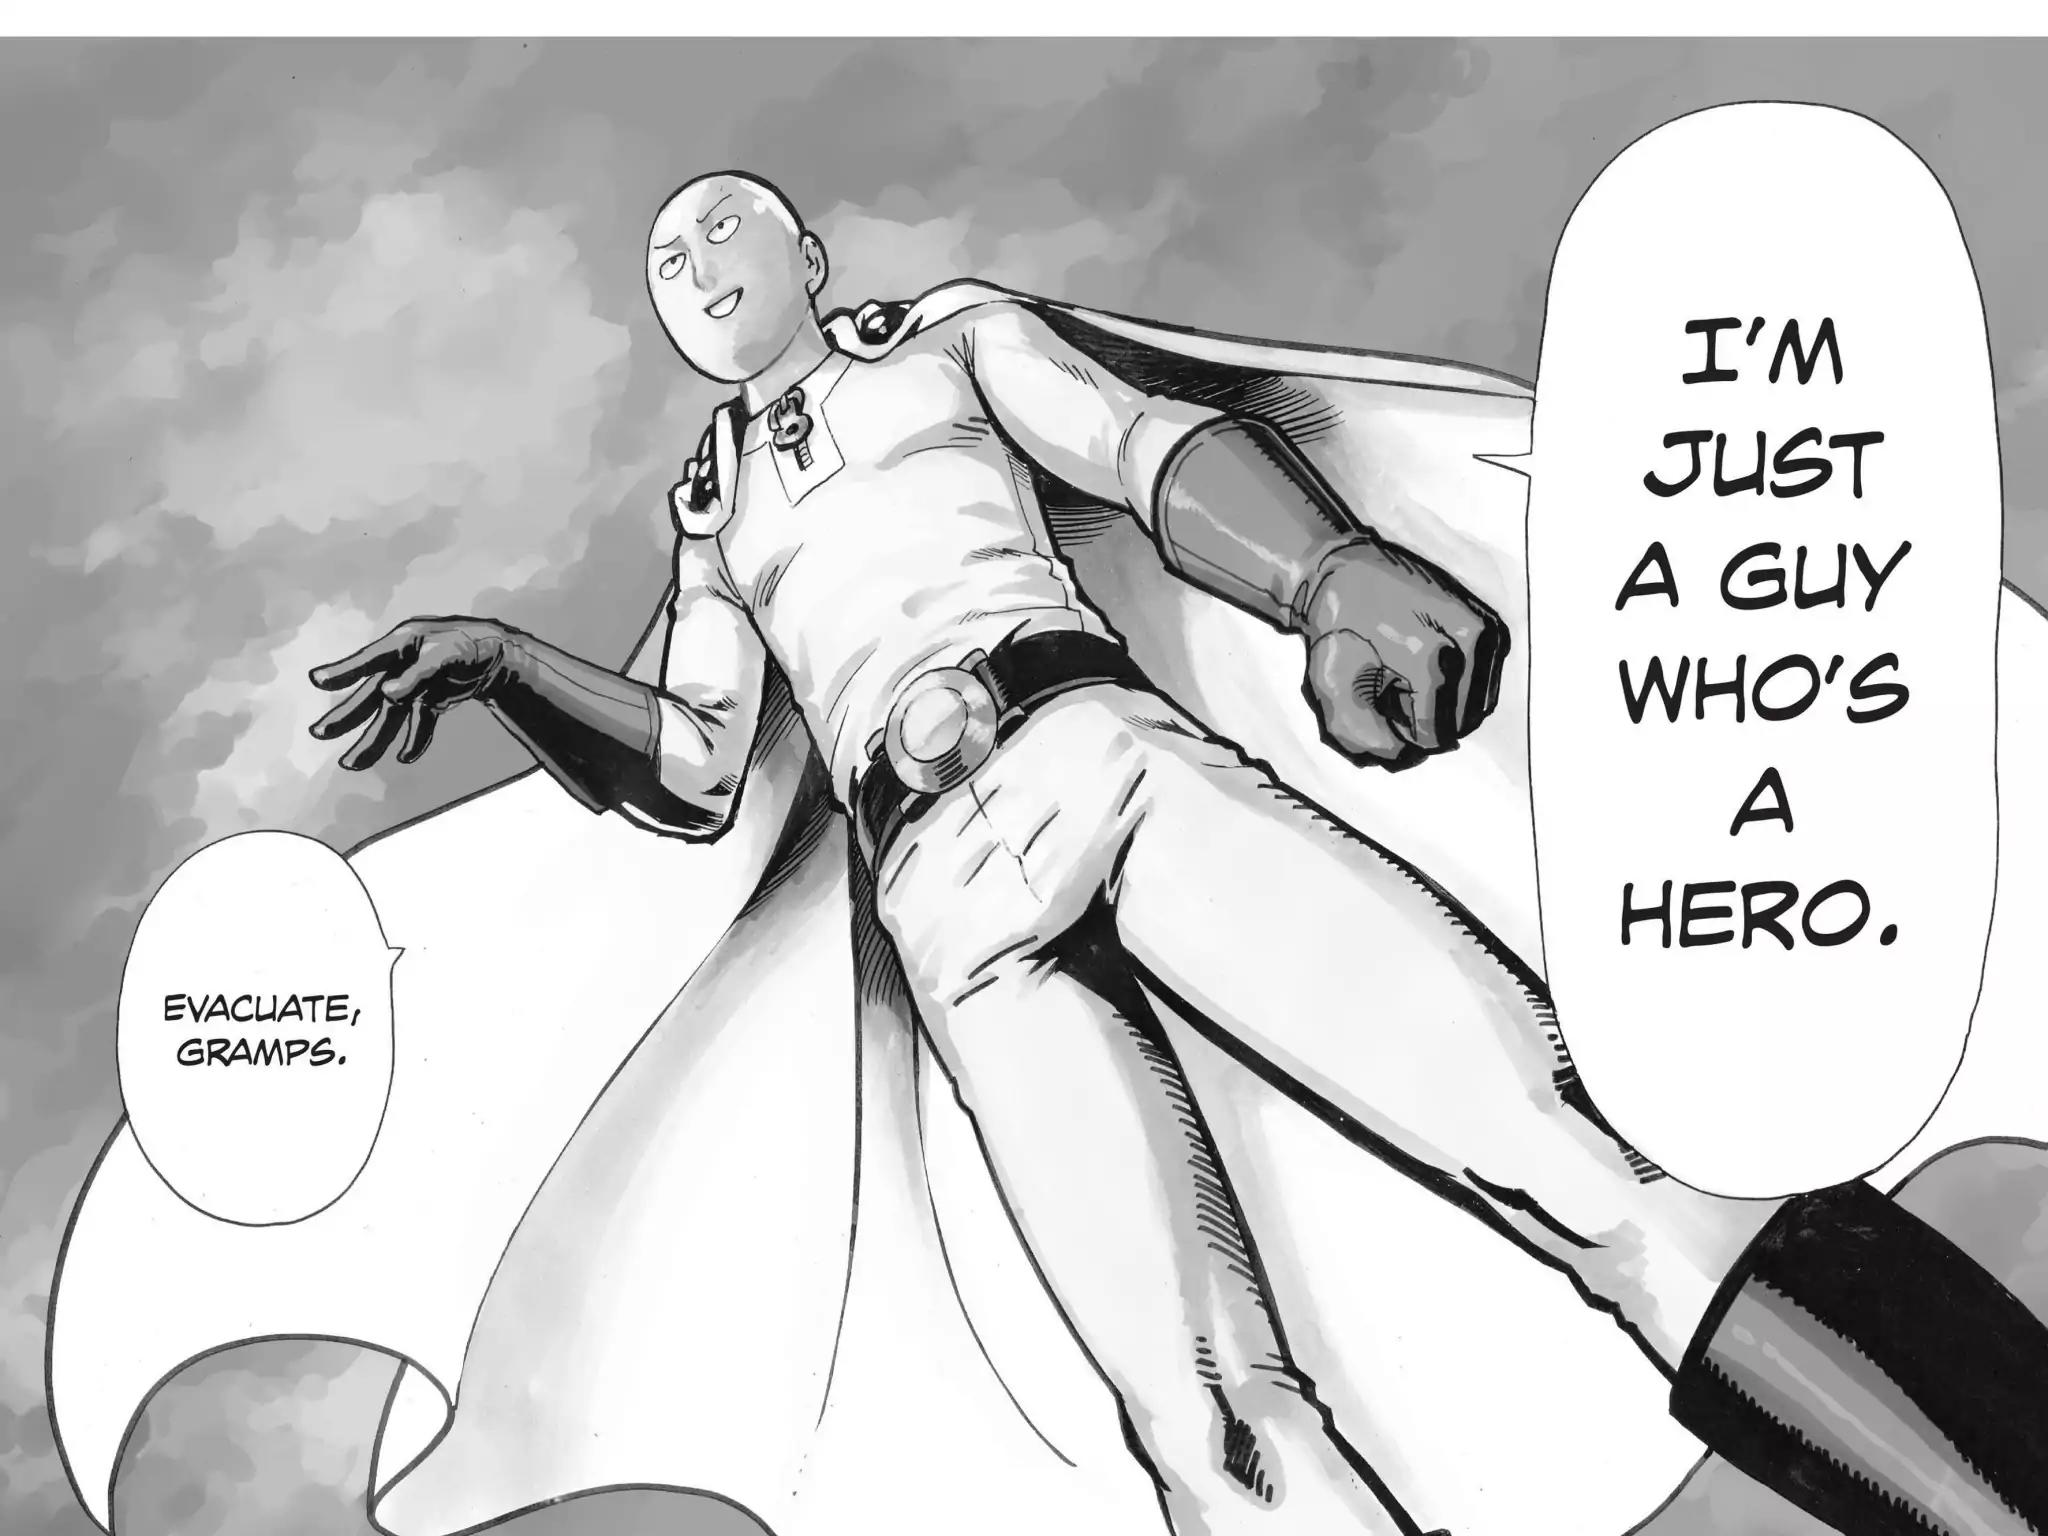 I'M
JUST
A GUY
WHO'S
A
HERO.
EVACUATE,
GRAMPS.